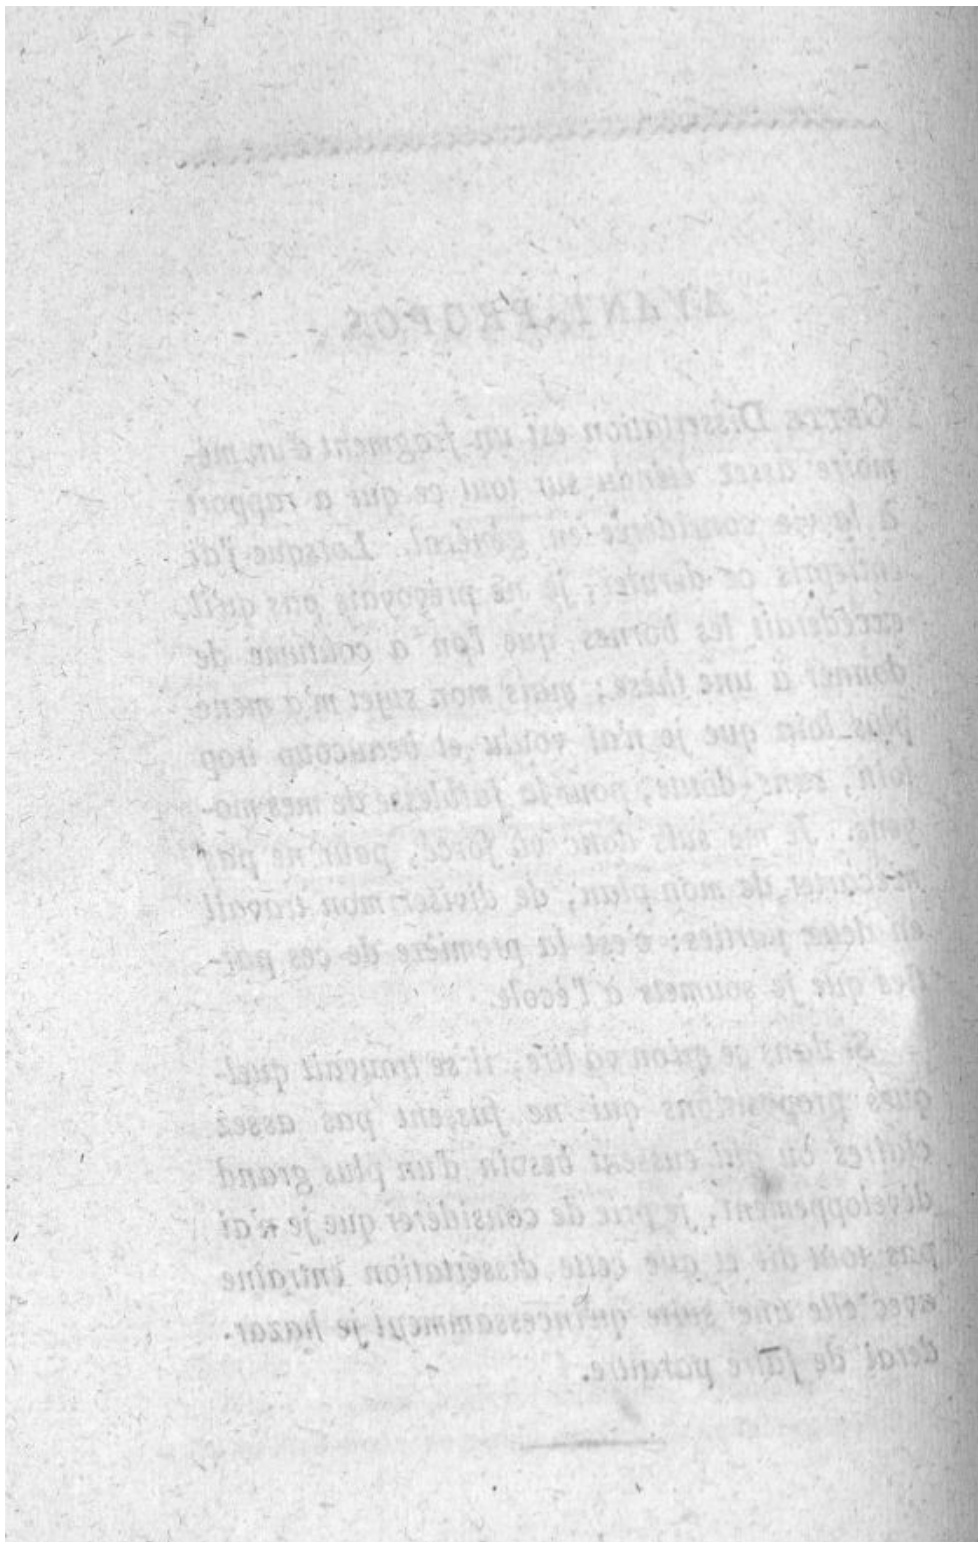 AVANT-PROPOS.
CETTE Dissertation est un fragment d'un mé-
moire assez étendu sur tout ce qui a rapport
à la vie considérée en général. Lorsque j'ai
entrepris ce dernier, je ne prévoyais pas qu'il
excéderait les bornes que l'on a coutume de
donner à une thèse; mais mon sujet m'a mené
plus loin que je n'ai voulu et beaucoup trop
loin, sans-doute, pour la faiblesse de mes mo-
yens. Je me suis donc vu forcé, pour ne pas
m'écarter de mon plan, de diviser mon travail
en deux parties: c'est la première de ces par-
ties que je soumets à l'école.
Si dans ce qu'on va lire, il se trouvait quel-
ques propositions qui ne fussent pas assez
claires ou qui eussent besoin d'un plus grand
développement, je prie de considérer que je n'ai
pas tout dit et que cette dissertation entraîne
avec elle une suite qu'incessamment je hazar-
derai de faire paraître.